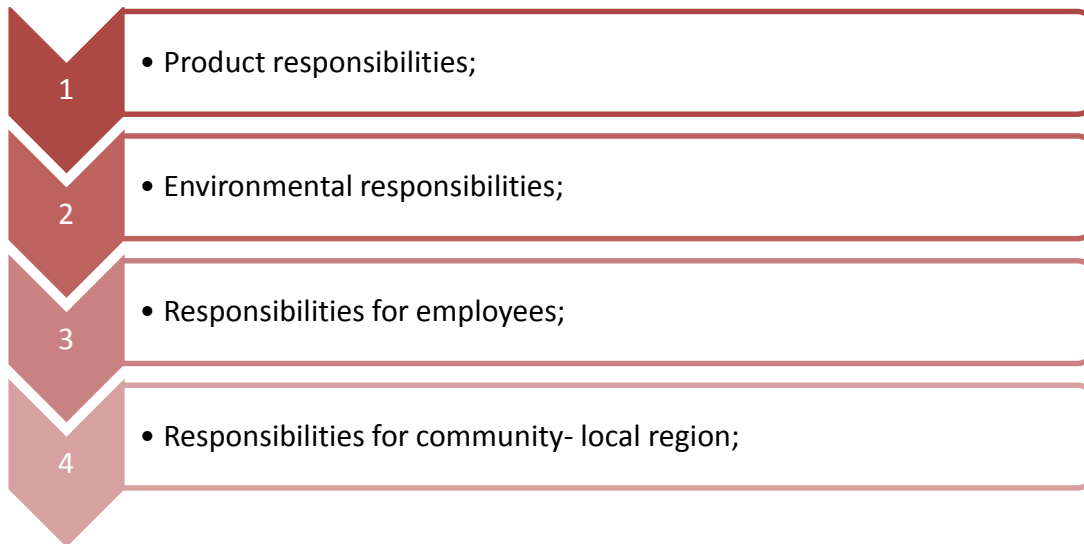 1
• Product responsibilities;
2
• Environmental responsibilities;
3
• Responsibilities for employees;
4
• Responsibilities for community- local region;